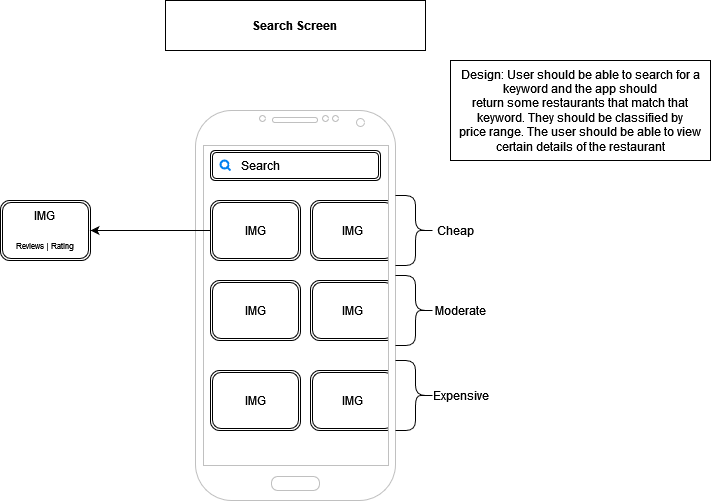 Search Screen
Design: User should be able to search for a
keyword and the app should
return some restaurants that match that
keyword. They should be classified by
price range. The user should be able to view
certain details of the restaurant
Search
IMG
Reviews | Rating
IMG
IMG
Cheap
IMG
IMG
Moderate
IMG
IMG
Expensive